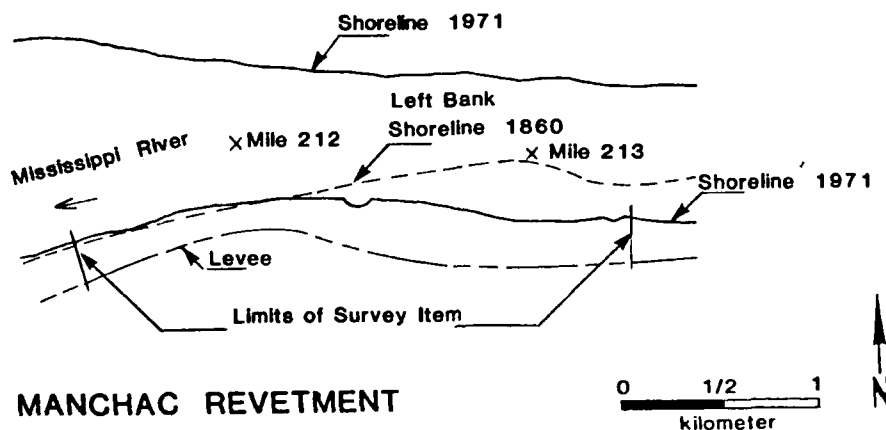 Shoreline 1971
Left Bank
Shoreline 1860
Mississippi River
×Mile 212
×Mile 213
Shoreline 1971
Levee
Limits of Survey Item
MANCHAC REVETMENT
0 1/2 1
kilometer
N